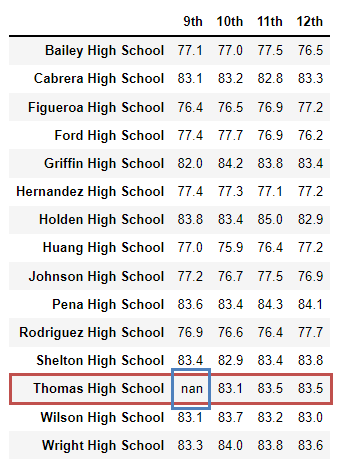 9th 10th 11th 12th
Bailey High School 77.1 77.0 77.5 76.5
Cabrera High School 83.1 83.2 82.8 83.3
Figueroa High School 76.4 76.5 76.9 77.2
Ford High School 77.4 77.7 76.9 76.2
Griffin High School 82.0 84.2 83.8 83.4
Hernandez High School 77.4 77.3 77.1 77.2
Holden High School 83.8 83.4 85.0 82.9
Huang High School 77.0 75.9 76.4 77.2
Johnson High School 77.2 76.7 77.5 76.9
Pena High School 83.6 83.4 84.3 84.1
Rodriguez High School 76.9 76.6 76.4 77.7
Shelton High School 83.4 82.9 83.4 83.8
Thomas High School nan 83.1 83.5 83.5
Wilson High School 83.1 83.7 83.2 83.0
Wright High School 83.3 84.0 83.8 83.6